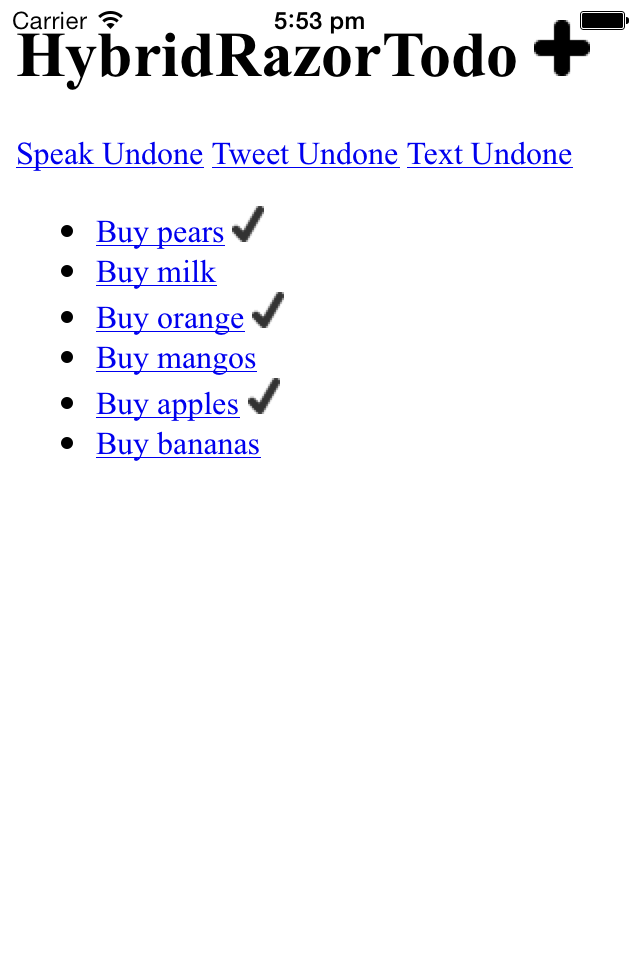 Carrier 5:53 pm
HybridRazorTodo
Speak Undone Tweet Undone Text Undone
Buy pears
Buy milk
Buy orange
Buy mangos
Buy apples
Buy bananas